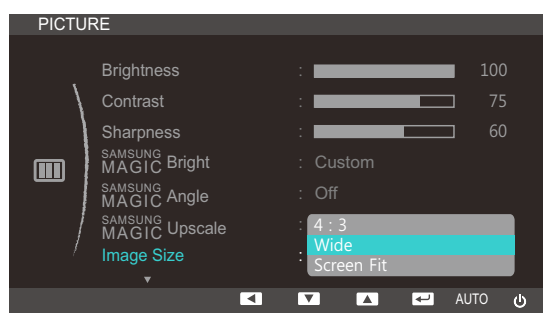 PICTURE
Brightness : 100
Contrast : 75
Sharpness : 60
SAMSUNG MAGIC Bright : Custom
SAMSUNG MAGIC Angle : Off
SAMSUNG MAGIC Upscale :
4 : 3
Image Size : Wide
Screen Fit
AUTO